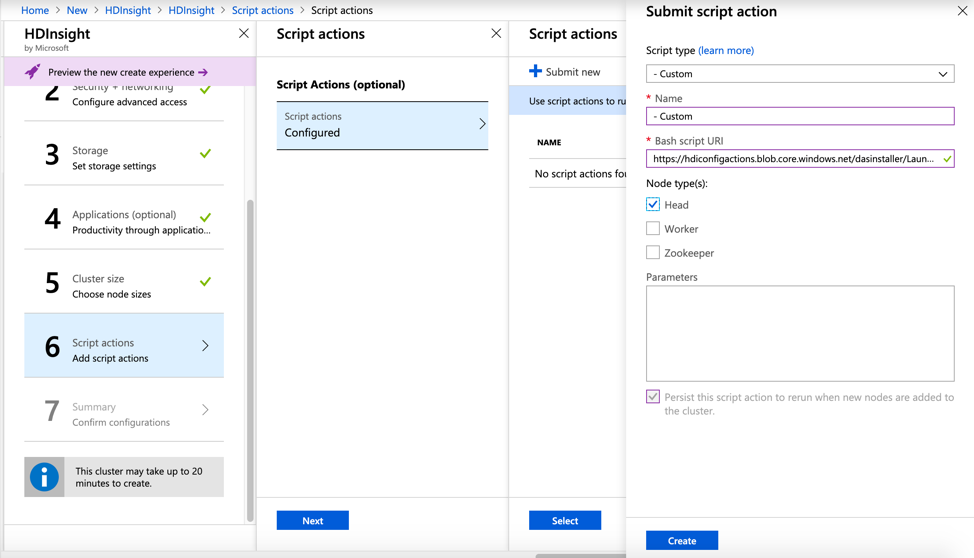 Home > New > HDInsight > HDInsight > Script actions > Script actions
HDInsight
by Microsoft
Preview the new create experience →
2
Security + networking
Configure advanced access
3
Storage
Set storage settings
4
Applications (optional)
Productivity through applicatio...
5
Cluster size
Choose node sizes
6
Script actions
Add script actions
7
Summary
Confirm configurations
This cluster may take up to 20
minutes to create.
Script actions
Script Actions (optional)
Script actions
Configured
Next
Script actions
Submit new
Use script actions to ru
NAME
No script actions for
Select
Submit script action
Script type (learn more)
- Custom
* Name
- Custom
* Bash script URI
https://hdiconfigactions.blob.core.windows.net/dasinstaller/Laun...
Node type(s):
Head
Worker
Zookeeper
Parameters
Persist this script action to rerun when new nodes are added to
the cluster.
Create